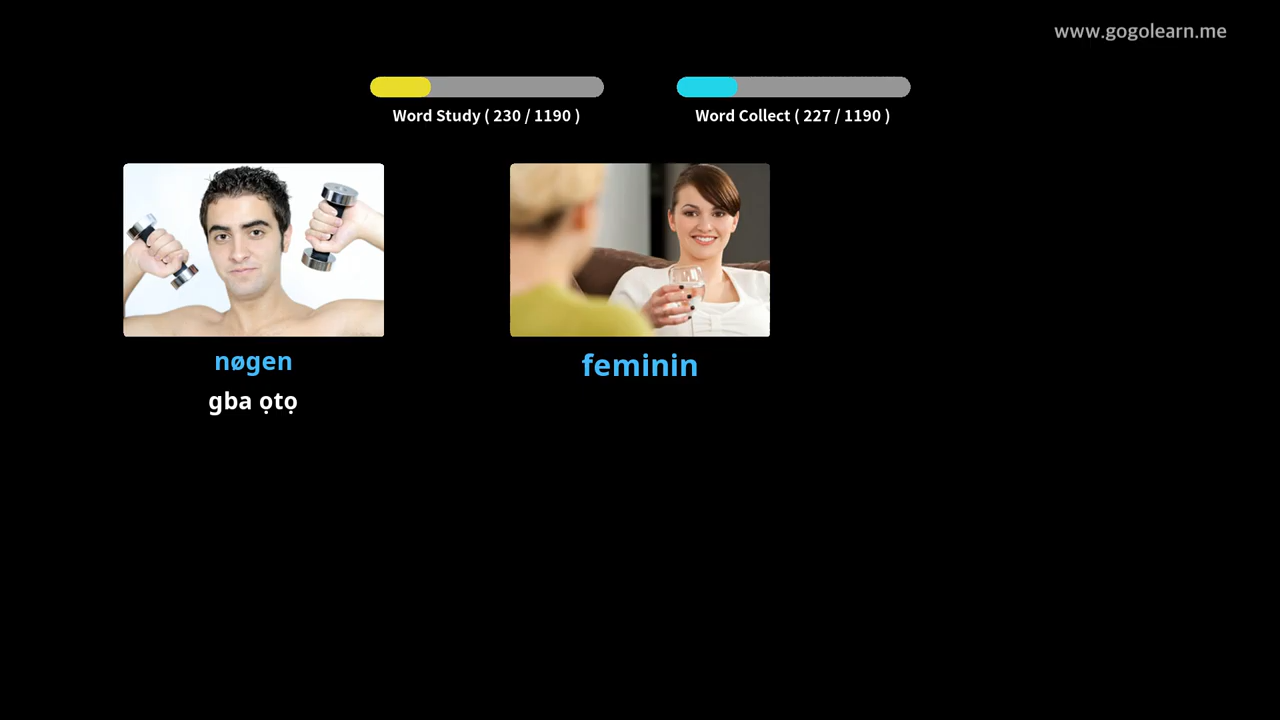 www.gogolearn.me
Word Study ( 230 / 1190 )
Word Collect ( 227 / 1190 )
nøgen
gba ọtọ
feminin